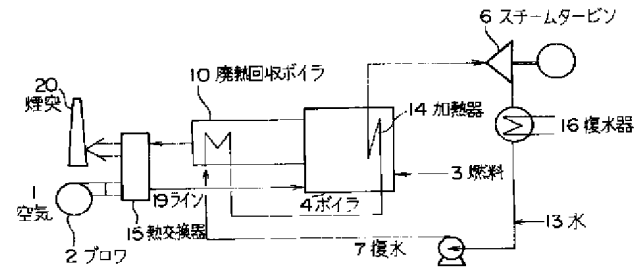 6 スチームタービン
10 廃熱回収ボイラ
20
煙突
14 加熱器
16 復水器
1
空気
19 ライン
3 燃料
4 ボイラ
15 熱交換器
13 水
2 ブロワ
7 復水